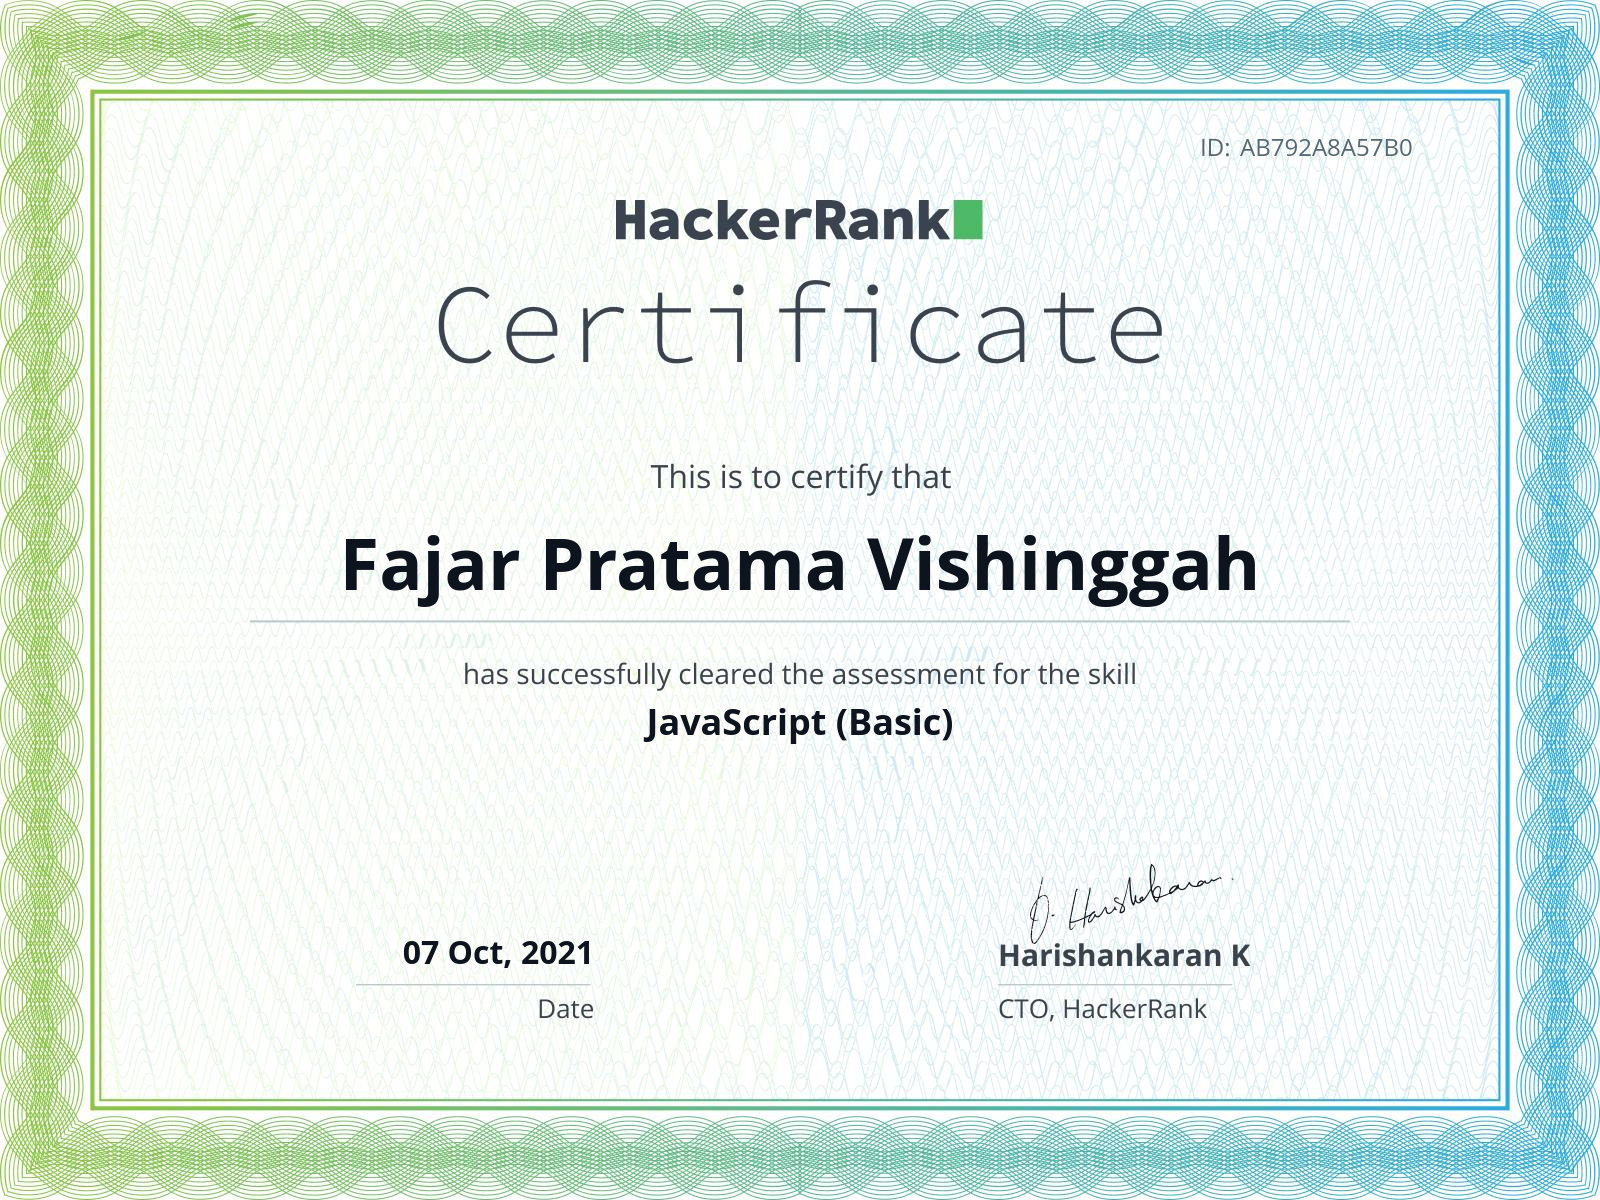 ID: AB792A8A57B0
HackerRank
Certificate
This is to certify that
Fajar Pratama Vishinggah
has successfully cleared the assessment for the skill
JavaScript (Basic)
07 Oct, 2021
Date
Harishankaran K
CTO, HackerRank